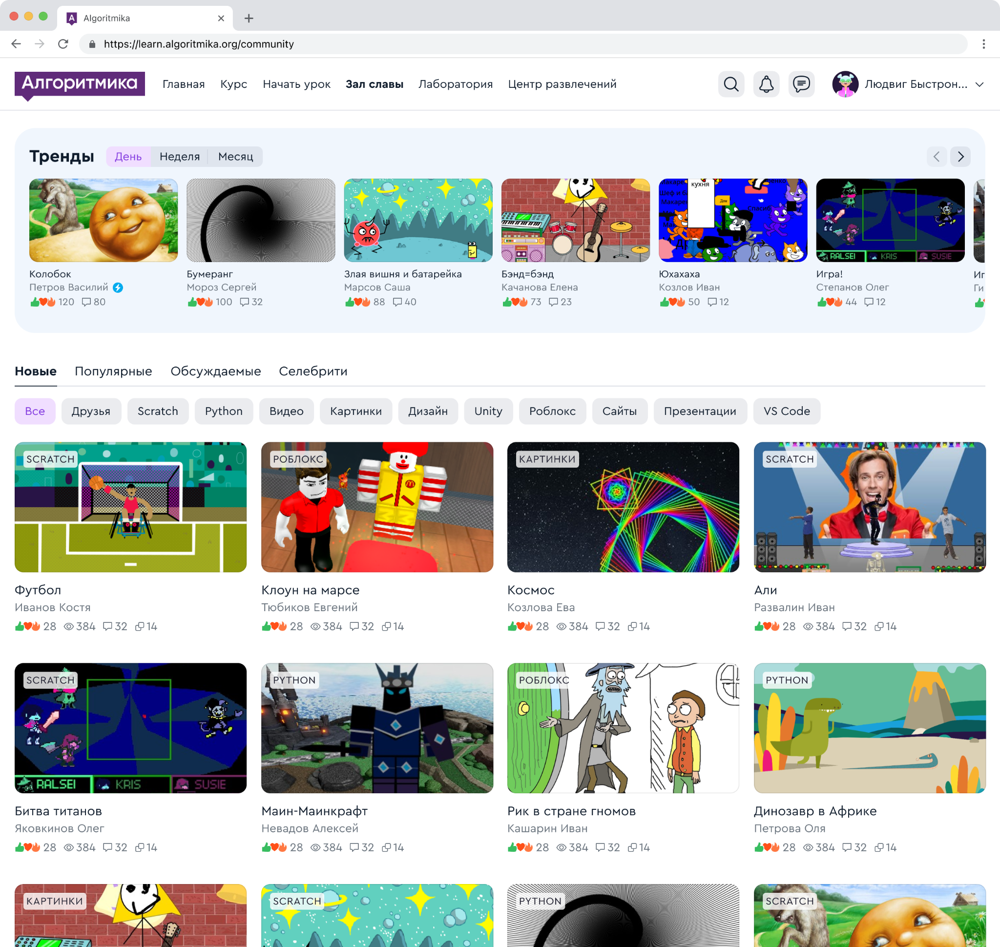 Algoritmika
https://learn.algoritmika.org/community
Алгоритмика
Главная Курс Начать урок Зал славы Лаборатория Центр развлечений
Людвиг Быстрон...
Тренды День Неделя Месяц
кухня
Шеф и
Дом
Спасиб
RALSEI KRIS SUSIE
Колобок Бумеранг Злая вишня и батарейка Бэнд=бэнд Юхахаха Игра! Иг
Петров Василий Мороз Сергей Марсов Саша Качанова Елена Козлов Иван Степанов Олег Ги
120 80 100 32 88 40 73 23 50 12 44 12
Новые Популярные Обсуждаемые Селебрити
Все Друзья Scratch Python Видео Картинки Дизайн Unity Роблокс Сайты Презентации VS Code
SCRATCH РОБЛОКС КАРТИНКИ SCRATCH
Футбол Клоун на марсе Космос Али
Иванов Костя Тюбиков Евгений Козлова Ева Развалин Иван
28 384 32 14 28 384 32 14 28 384 32 14 28 384 32 14
SCRATCH PYTHON РОБЛОКС PYTHON
RALSEI KRIS SUSIE
Битва титанов Маин-Маинкрафт Рик в стране гномов Динозавр в Африке
Яковкинов Олег Невадов Алексей Кашарин Иван Петрова Оля
28 384 32 14 28 384 32 14 28 384 32 14 28 384 32 14
КАРТИНКИ SCRATCH PYTHON SCRATCH